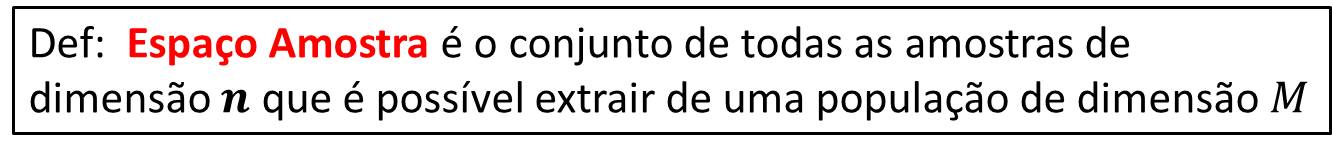 Def: Espaço Amostra é o conjunto de todas as amostras de
dimensão n que é possível extrair de uma população de dimensão M